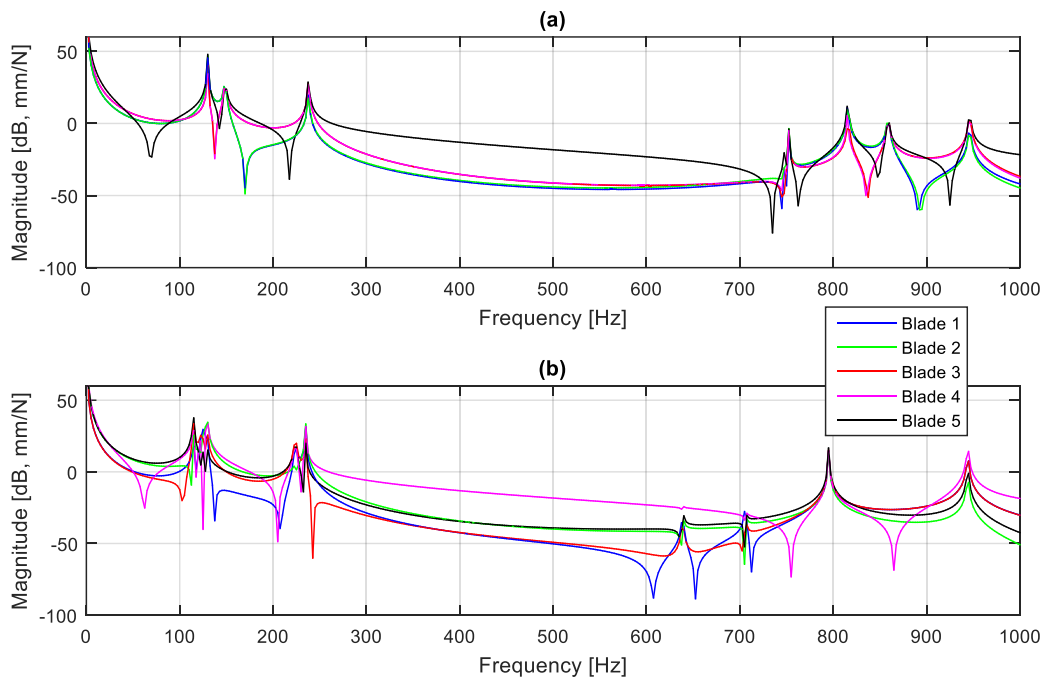 (a)
Magnitude [dB, mm/N]
50
0
-50
-100
0 100 200 300 400 500 600 700 800 900 1000
Frequency [Hz]
Blade 1
Blade 2
Blade 3
Blade 4
Blade 5
(b)
Magnitude [dB, mm/N]
50
0
-50
-100
0 100 200 300 400 500 600 700 800 900 1000
Frequency [Hz]